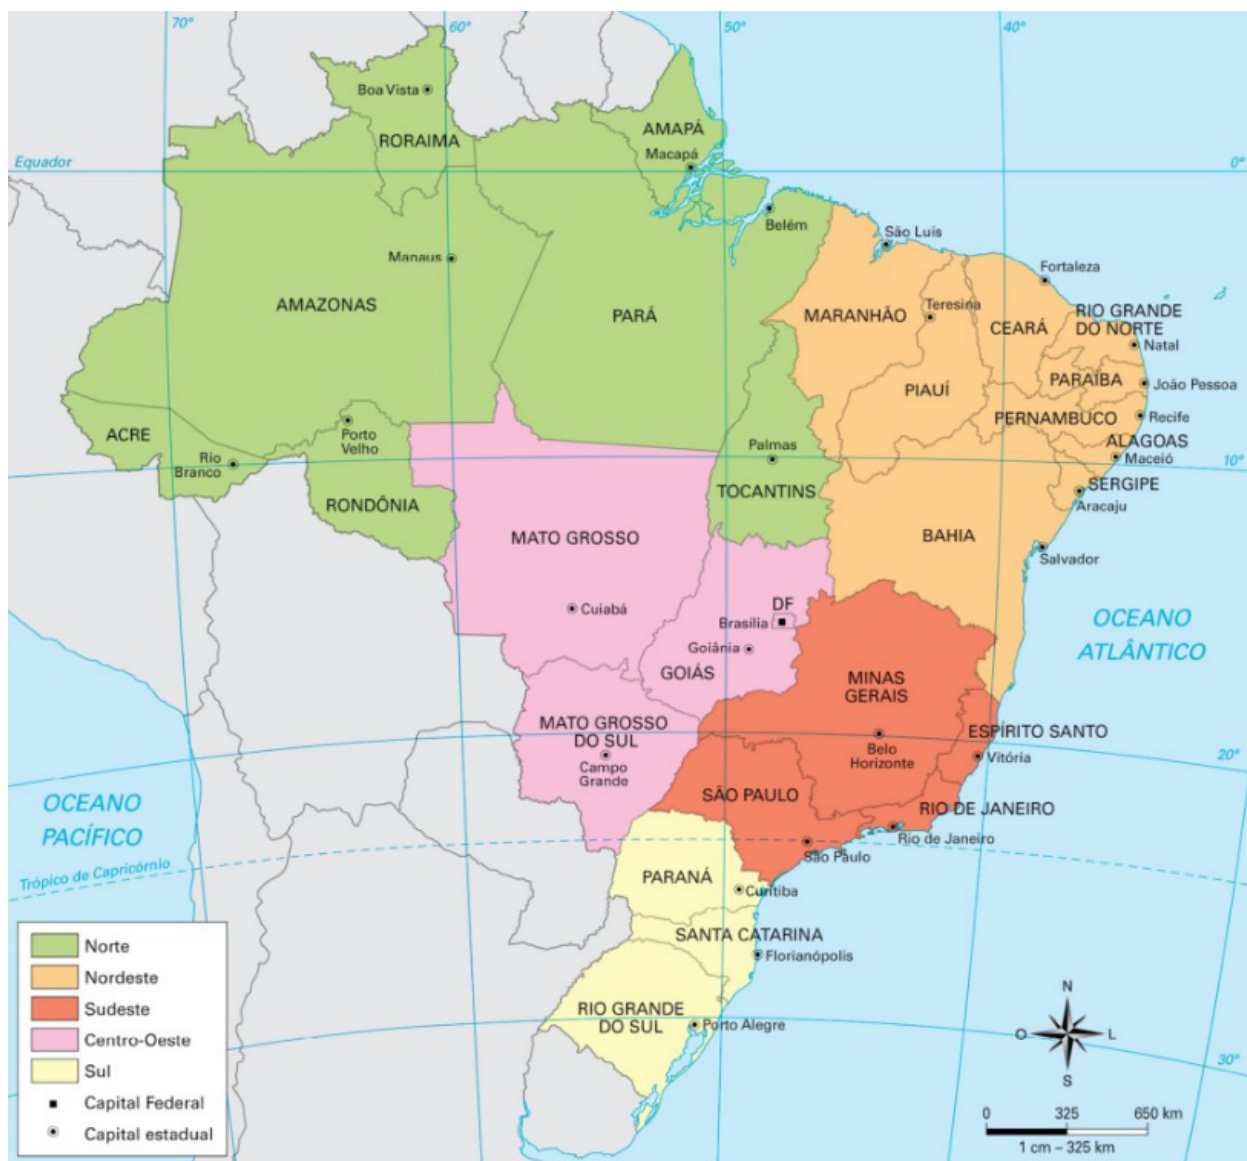 70°
60°
50°
40°
Boa Vista
RORAIMA
AMAPÁ
Macapá
Equador
0°
Belém
São Luís
Manaus
Fortaleza
AMAZONAS
PARÁ
MARANHÃO
Teresina
CEARÁ
RIO GRANDE
DO NORTE
Natal
PIAUÍ
PARAÍBA
João Pessoa
PERNAMBUCO
Recife
ACRE
Porto
Velho
Rio
Branco
Palmas
ALAGOAS
Maceió
10°
TOCANTINS
SERGIPE
Aracaju
RONDÔNIA
MATO GROSSO
BAHIA
Salvador
Cuiabá
DF
Brasília
Goiânia
GOIÁS
OCEANO
ATLÂNTICO
MINAS
GERAIS
MATO GROSSO
DO SUL
Campo
Grande
ESPÍRITO SANTO
Belo
Horizonte
Vitória
20°
OCEANO
PACÍFICO
SÃO PAULO
RIO DE JANEIRO
Rio de Janeiro
São Paulo
Trópico de Capricórnio
PARANÁ
Curitiba
SANTA CATARINA
Florianópolis
RIO GRANDE
DO SUL
Porto Alegre
30°
Norte
Nordeste
Sudeste
Centro-Oeste
Sul
Capital Federal
Capital estadual
N
O
L
S
0 325 650 km
1 cm – 325 km